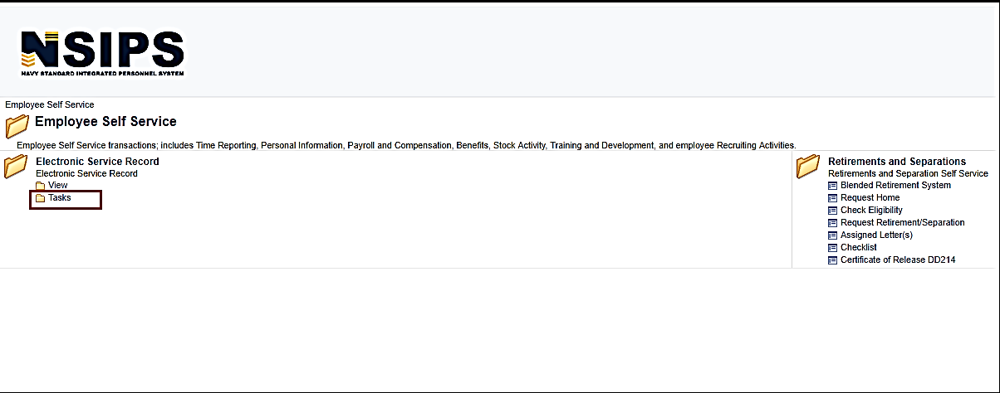 NSIPS
NAVY STANDARD INTEGRATED PERSONNEL SYSTEM
Employee Self Service
Employee Self Service
Employee Self Service transactions; includes Time Reporting, Personal Information, Payroll and Compensation, Benefits, Stock Activity, Training and Development, and employee Recruiting Activities.
Electronic Service Record
Electronic Service Record
View
Tasks
Retirements and Separations
Retirements and Separation Self Service
Blended Retirement System
Request Home
Check Eligibility
Request Retirement/Separation
Assigned Letter(s)
Checklist
Certificate of Release DD214